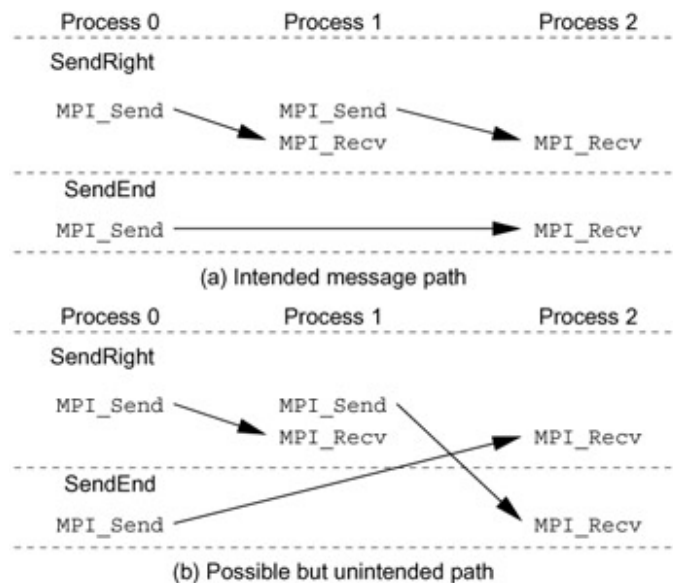 Process 0 Process 1 Process 2
SendRight
MPI_Send MPI_Send
MPI_Recv MPI_Recv
SendEnd
MPI_Send MPI_Recv
(a) Intended message path
Process 0 Process 1 Process 2
SendRight
MPI_Send MPI_Send
MPI_Recv MPI_Recv
SendEnd
MPI_Send MPI_Recv
(b) Possible but unintended path